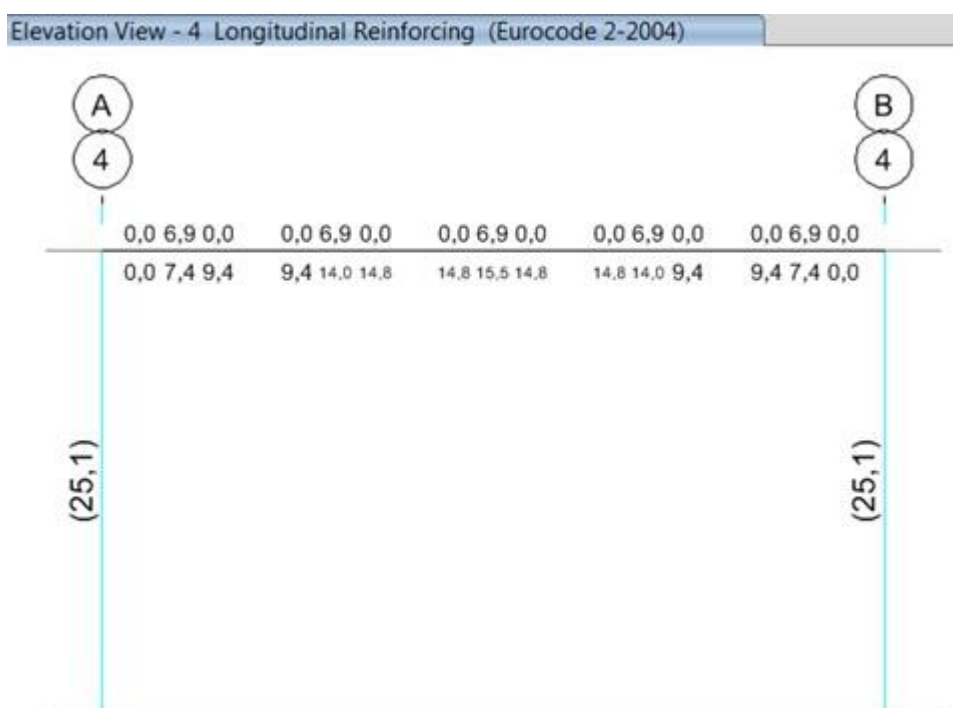 Elevation View - 4 Longitudinal Reinforcing (Eurocode 2-2004)
A B
4 4
0,0 6,9 0,0 0,0 6,9 0,0 0,0 6,9 0,0 0,0 6,9 0,0 0,0 6,9 0,0
0,0 7,4 9,4 9,4 14,0 14,8 14,8 15,5 14,8 14,8 14,0 9,4 9,4 7,4 0,0
(25,1) (25,1)